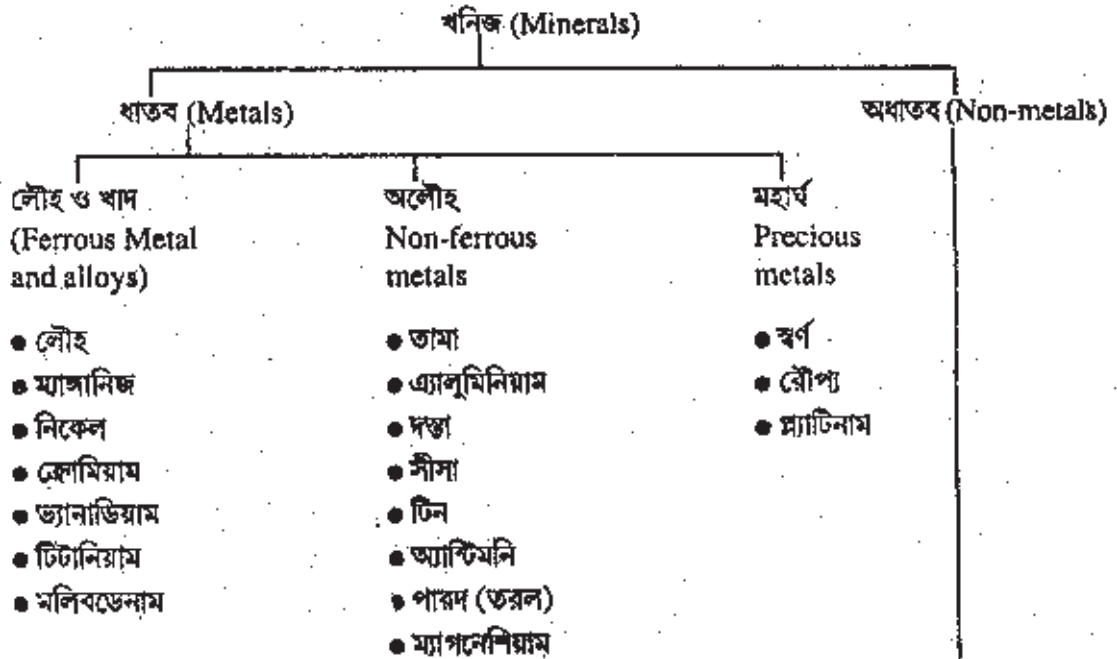 খনিজ (Minerals)
ধাতব (Metals)
অধাতব (Non-metals)
লৌহ ও খাদ
(Ferrous Metal
and alloys)
অলৌহ
Non-ferrous
metals
মহার্ঘ
Precious
metals
● লৌহ
● ম্যাঙ্গানিজ
● নিকেল
● ক্রোমিয়াম
● ভ্যানাডিয়াম
● টিটানিয়াম
● মলিবডেনাম
● তামা
● এ্যালুমিনিয়াম
● দস্তা
● সীসা
● টিন
● অ্যান্টিমনি
● পারদ (তরল)
● ম্যাগনেশিয়াম
● স্বর্ণ
● রৌপ্য
● প্ল্যাটিনাম